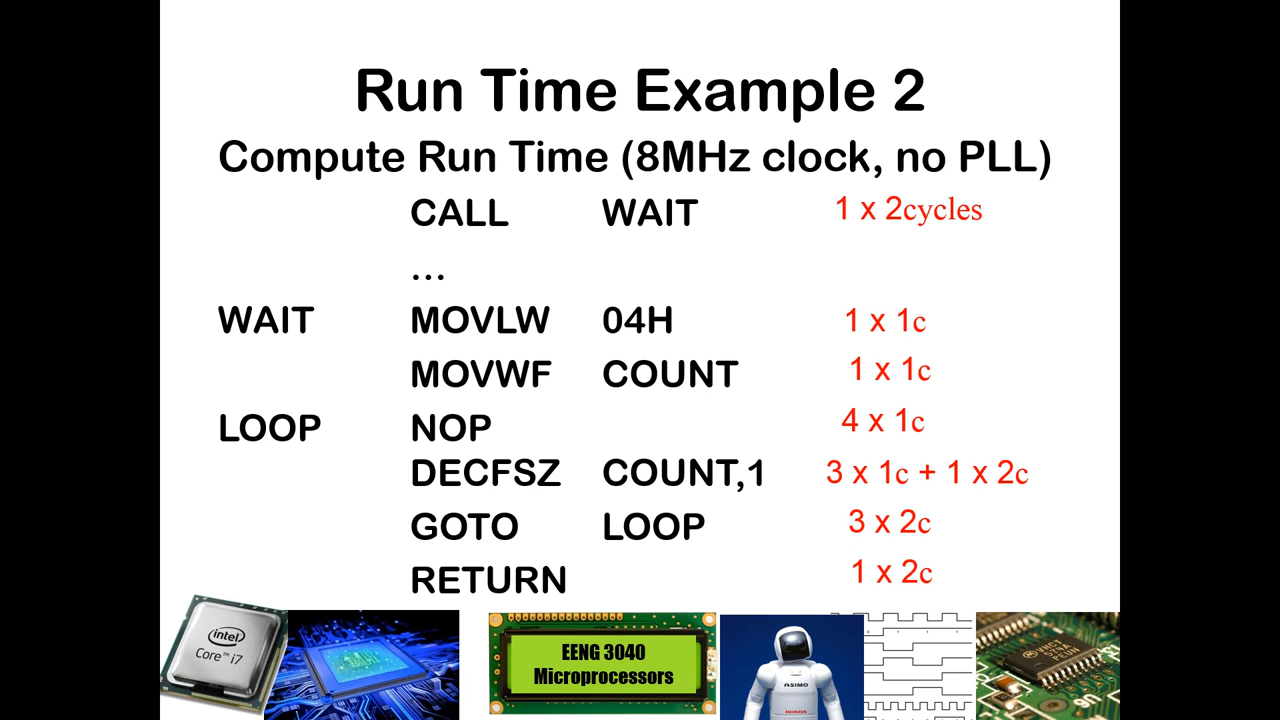 Run Time Example 2
Compute Run Time (8MHz clock, no PLL)
CALL WAIT 1 x 2cycles
...
WAIT MOVLW 04H 1 x 1c
MOVWF COUNT 1 x 1c
LOOP NOP 4 x 1c
DECFSZ COUNT,1 3 x 1c + 1 x 2c
GOTO LOOP 3 x 2c
RETURN 1 x 2c
intel
Core™ i7
EENG 3040
Microprocessors
ASIMO
HONDA